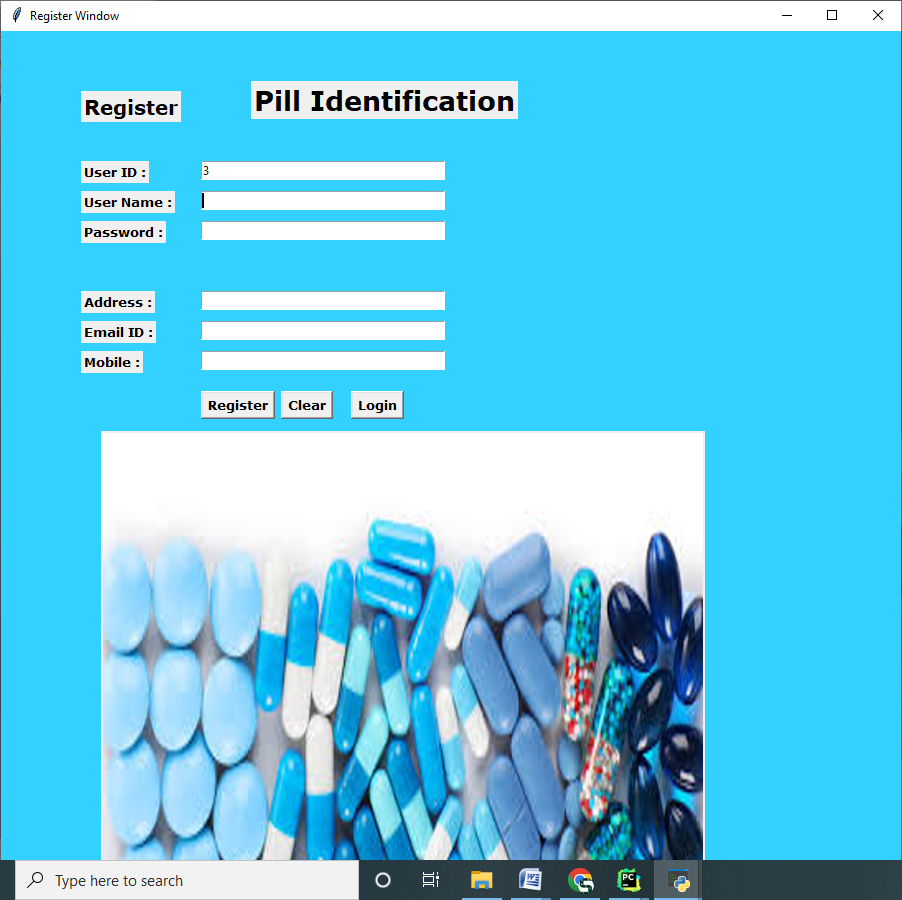 Register Window
Register
Pill Identification
User ID :
3
User Name :
Password :
Address :
Email ID :
Mobile :
Register
Clear
Login
Type here to search
W
PC